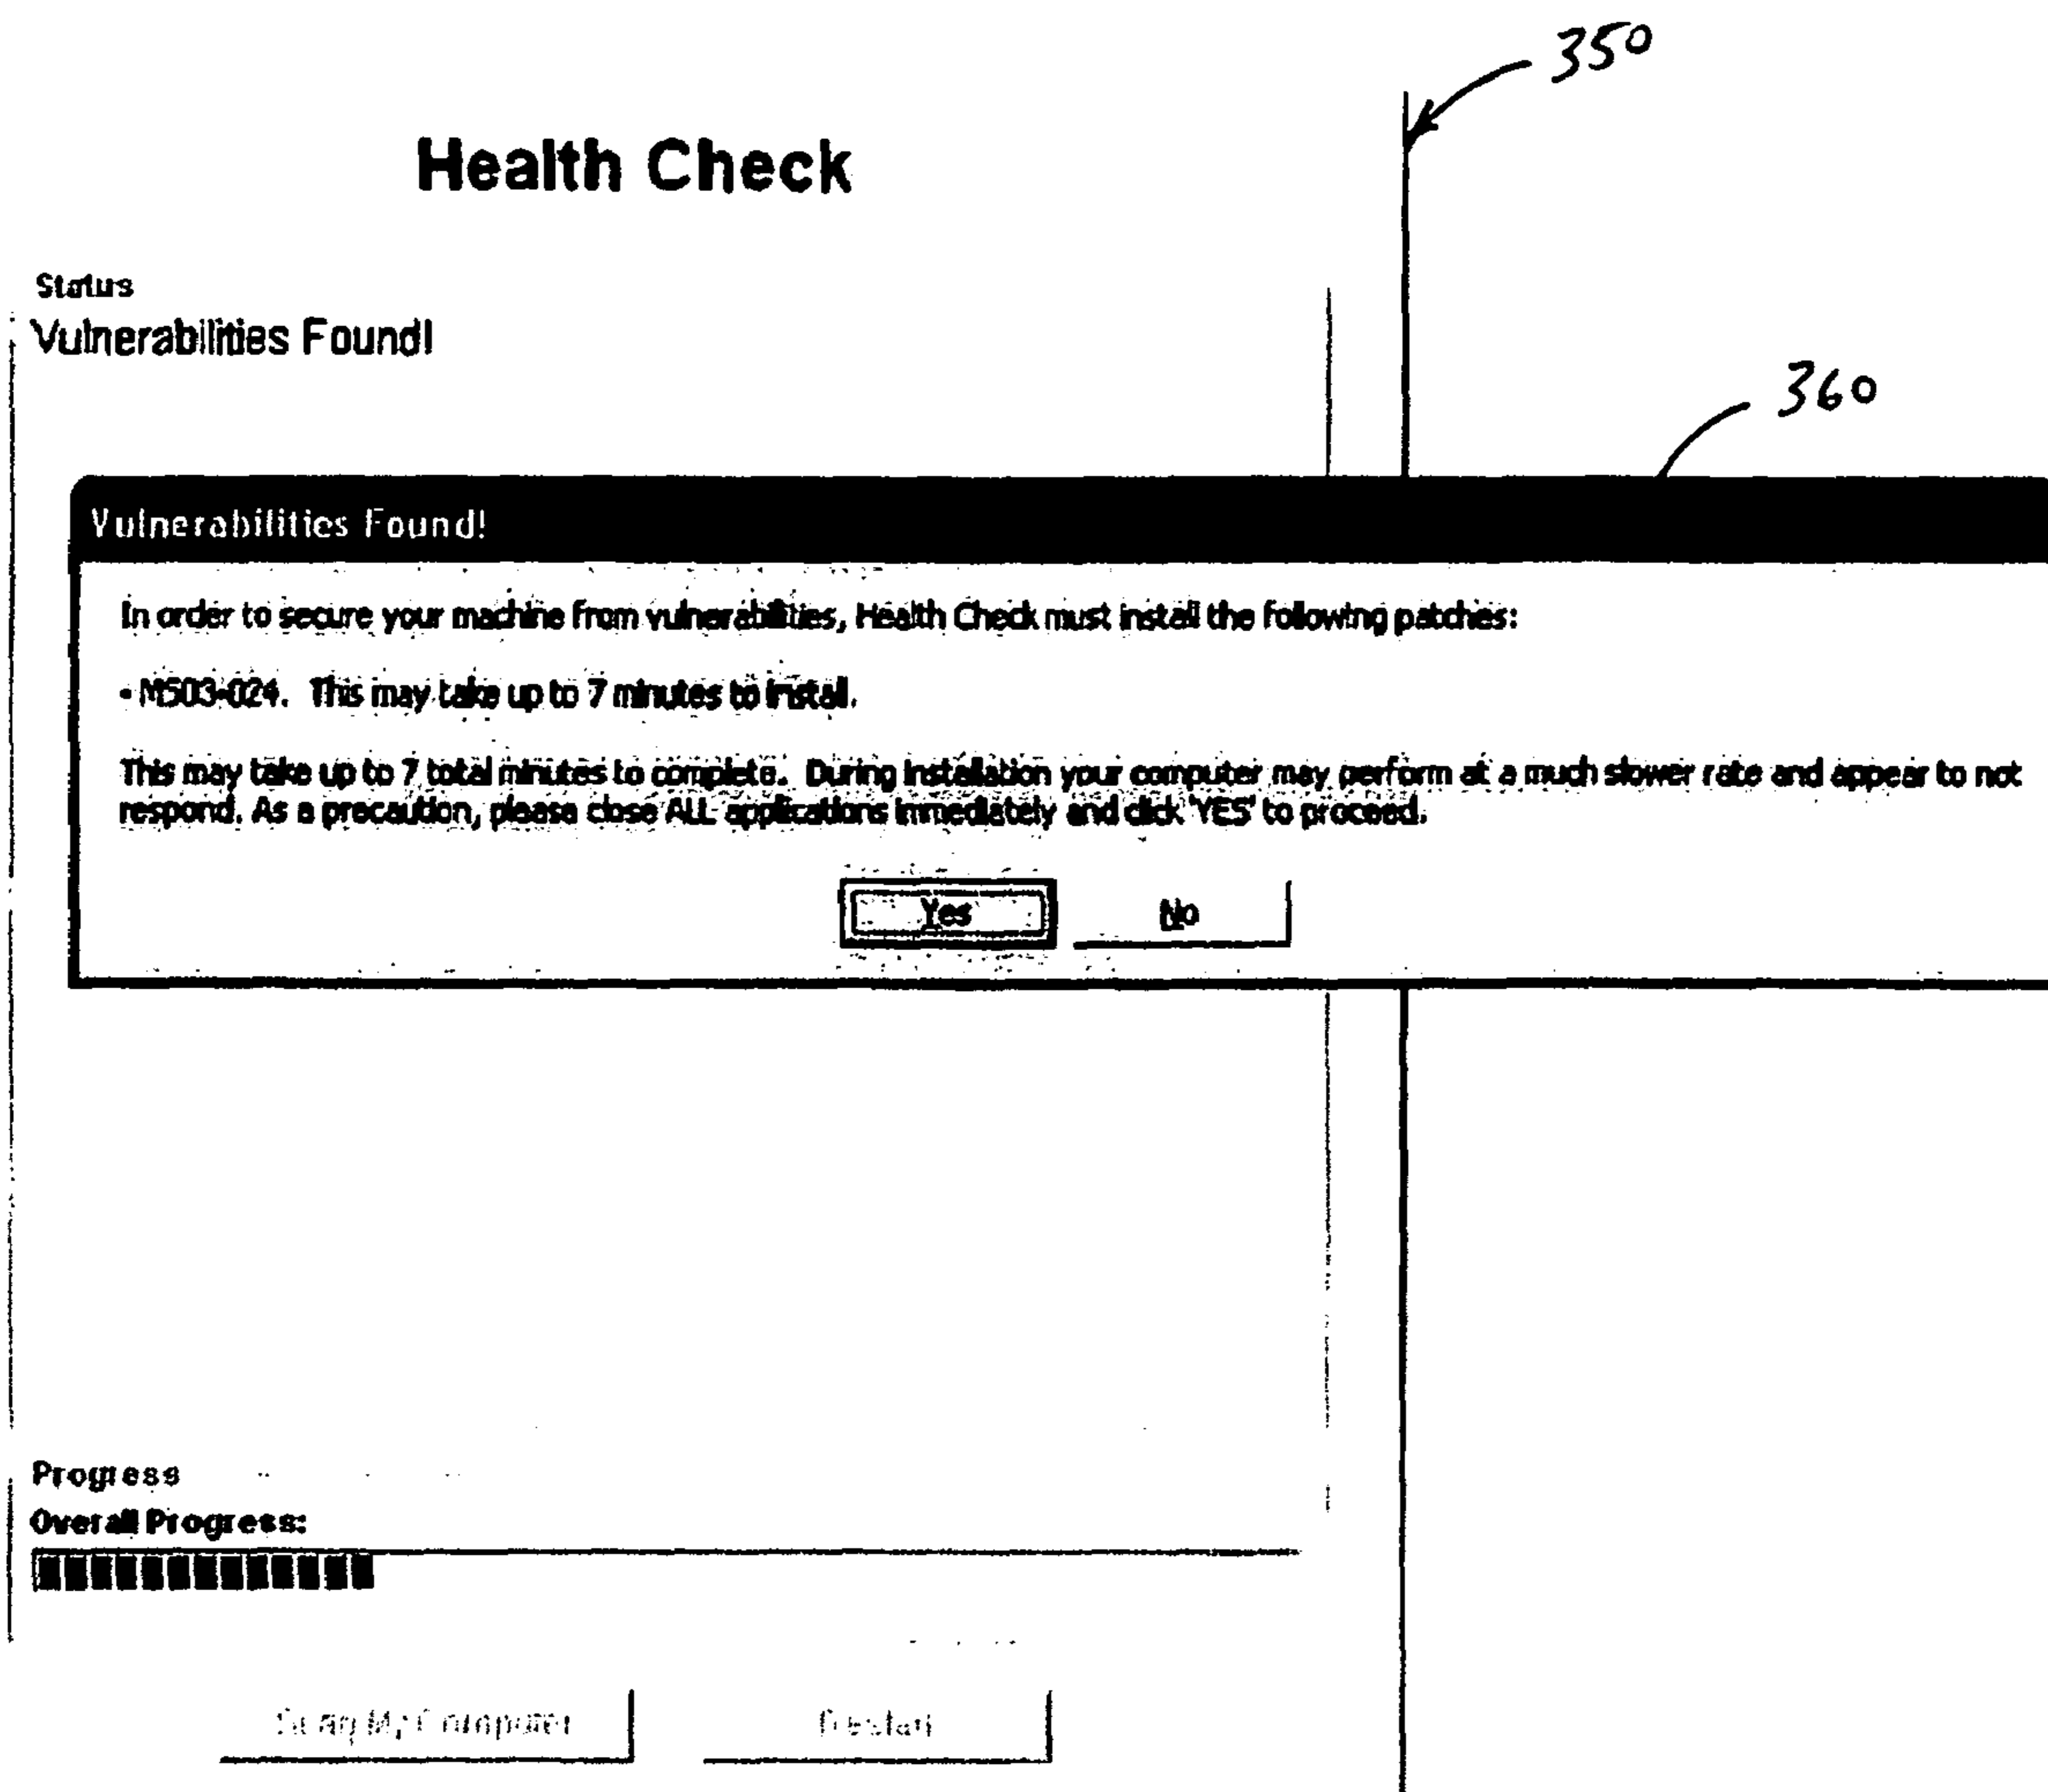 350
Health Check
Status
Vulnerabilities Found!
360
Vulnerabilities Found!
In order to secure your machine from vulnerabilities, Health Check must install the following patches:
- MS03-024. This may take up to 7 minutes to install.
This may take up to 7 total minutes to complete. During installation your computer may perform at a much slower rate and appear to not
respond. As a precaution, please close ALL applications immediately and click 'YES' to proceed.
Yes No
Progress
Overall Progress:
Scan My Computer Restart